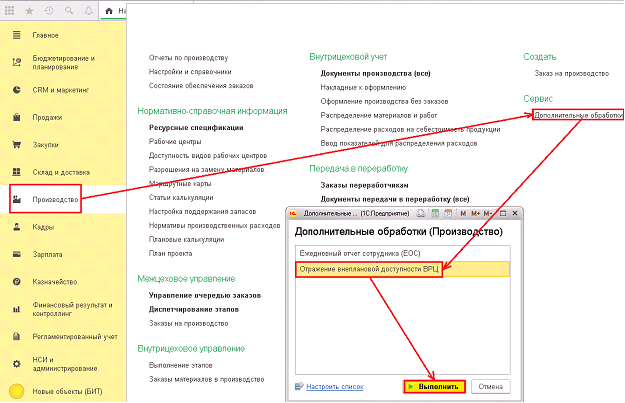 На
Главное
Бюджетирование и
планирование
CRM и маркетинг
Продажи
Закупки
Склад и доставка
Производство
Кадры
Зарплата
Казначейство
Финансовый результат и
контроллинг
Регламентированный учет
НСИ и
администрирование
Новые объекты (БИТ)
Отчеты по производству
Настройки и справочники
Состояние обеспечения заказов
Нормативно-справочная информация
Ресурсные спецификации
Рабочие центры
Доступность видов рабочих центров
Разрешения на замену материалов
Маршрутные карты
Статьи калькуляции
Настройка поддержания запасов
Нормативы производственных расходов
Плановые калькуляции
План проекта
Межцеховое управление
Управление очередью заказов
Диспетчирование этапов
Заказы на производство
Внутрицеховое управление
Выполнение этапов
Заказы материалов в производство
Внутрицеховой учет
Документы производства (все)
Накладные к оформлению
Оформление производства без заказов
Распределение материалов и работ
Распределение расходов на себестоимость продукции
Ввод показателей для распределения расходов
Передача в переработку
Заказы переработчикам
Документы передачи в переработку (все)
Создать
Заказ на производство
Сервис
Дополнительные обработки
Дополнительные ... (1С:Предприятие)
M M+ M-
Дополнительные обработки (Производство)
Ежедневный отчет сотрудника (ЕОС)
Отражение внеплановой доступности ВРЦ
Настроить список
Выполнить
Отмена